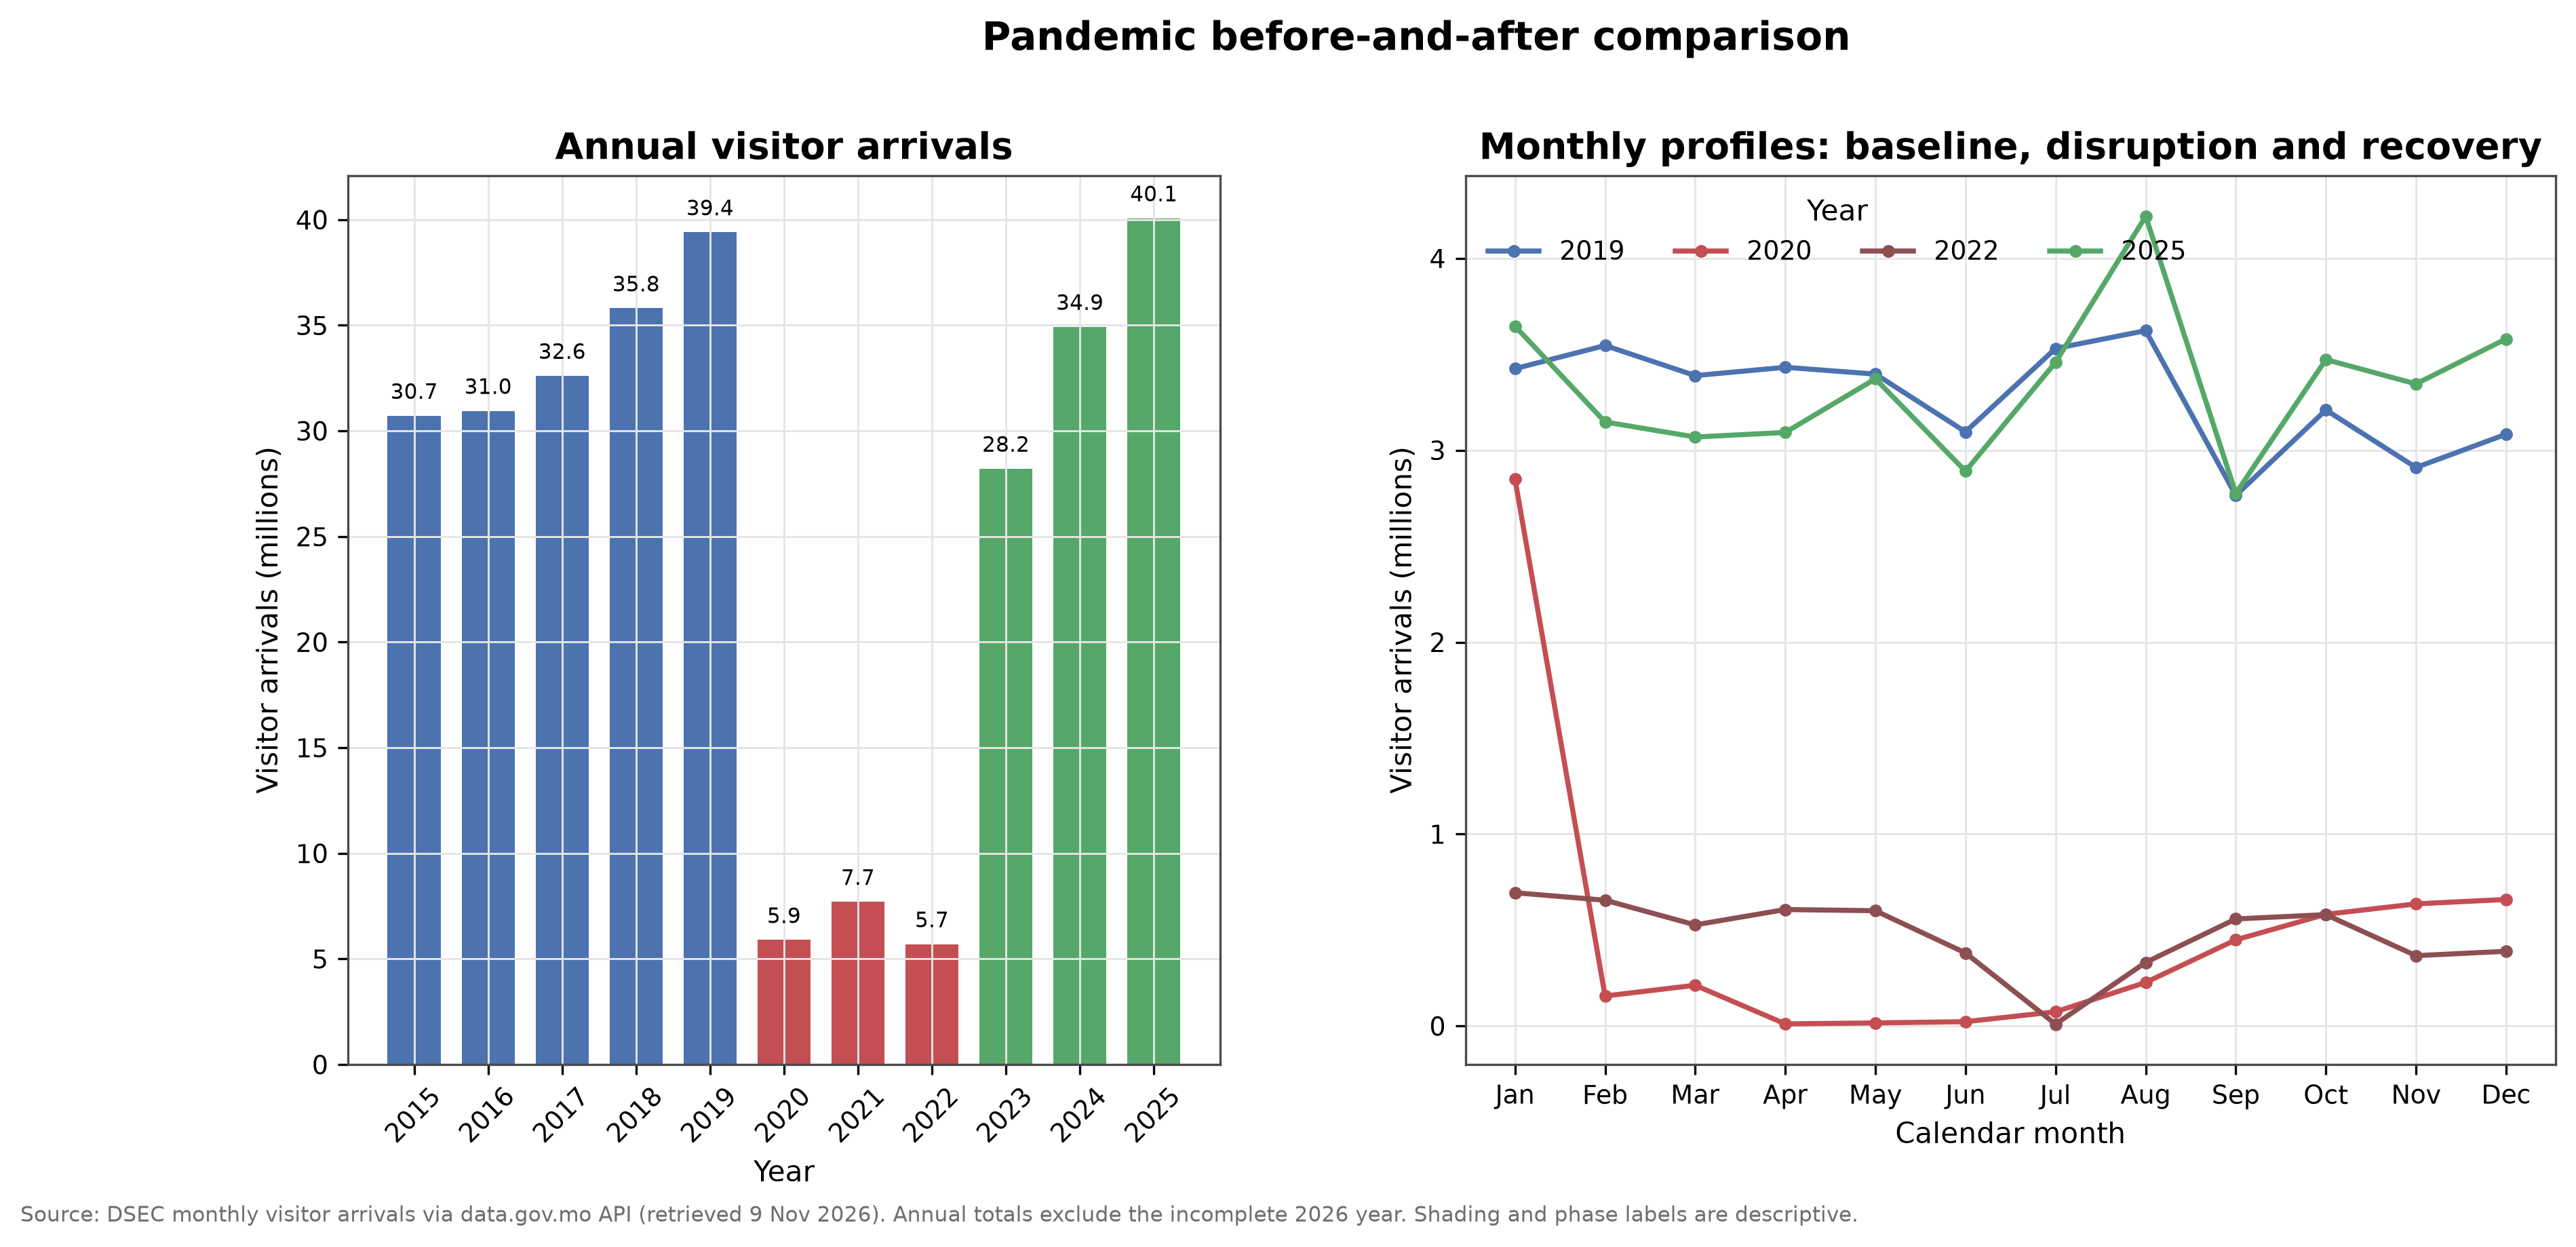 Pandemic before-and-after comparison
Annual visitor arrivals
Visitor arrivals (millions)
40
35
30
25
20
15
10
5
0
30.7
31.0
32.6
35.8
39.4
5.9
7.7
5.7
28.2
34.9
40.1
2015 2016 2017 2018 2019 2020 2021 2022 2023 2024 2025
Year
Monthly profiles: baseline, disruption and recovery
Year
2019 2020 2022 2025
Visitor arrivals (millions)
4
3
2
1
0
Jan Feb Mar Apr May Jun Jul Aug Sep Oct Nov Dec
Calendar month
Source: DSEC monthly visitor arrivals via data.gov.mo API (retrieved 9 Nov 2026). Annual totals exclude the incomplete 2026 year. Shading and phase labels are descriptive.